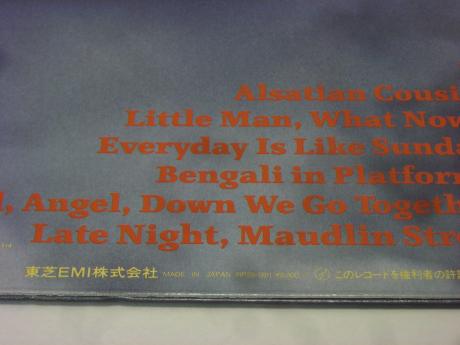 Alsatian Cousi
Little Man, What Now
Everyday Is Like Sunda
Bengali in Platform
l, Angel, Down We Go Togeth
Late Night, Maudlin Stre
東芝EMI株式会社 MADE IN JAPAN このレコードを権利者の許